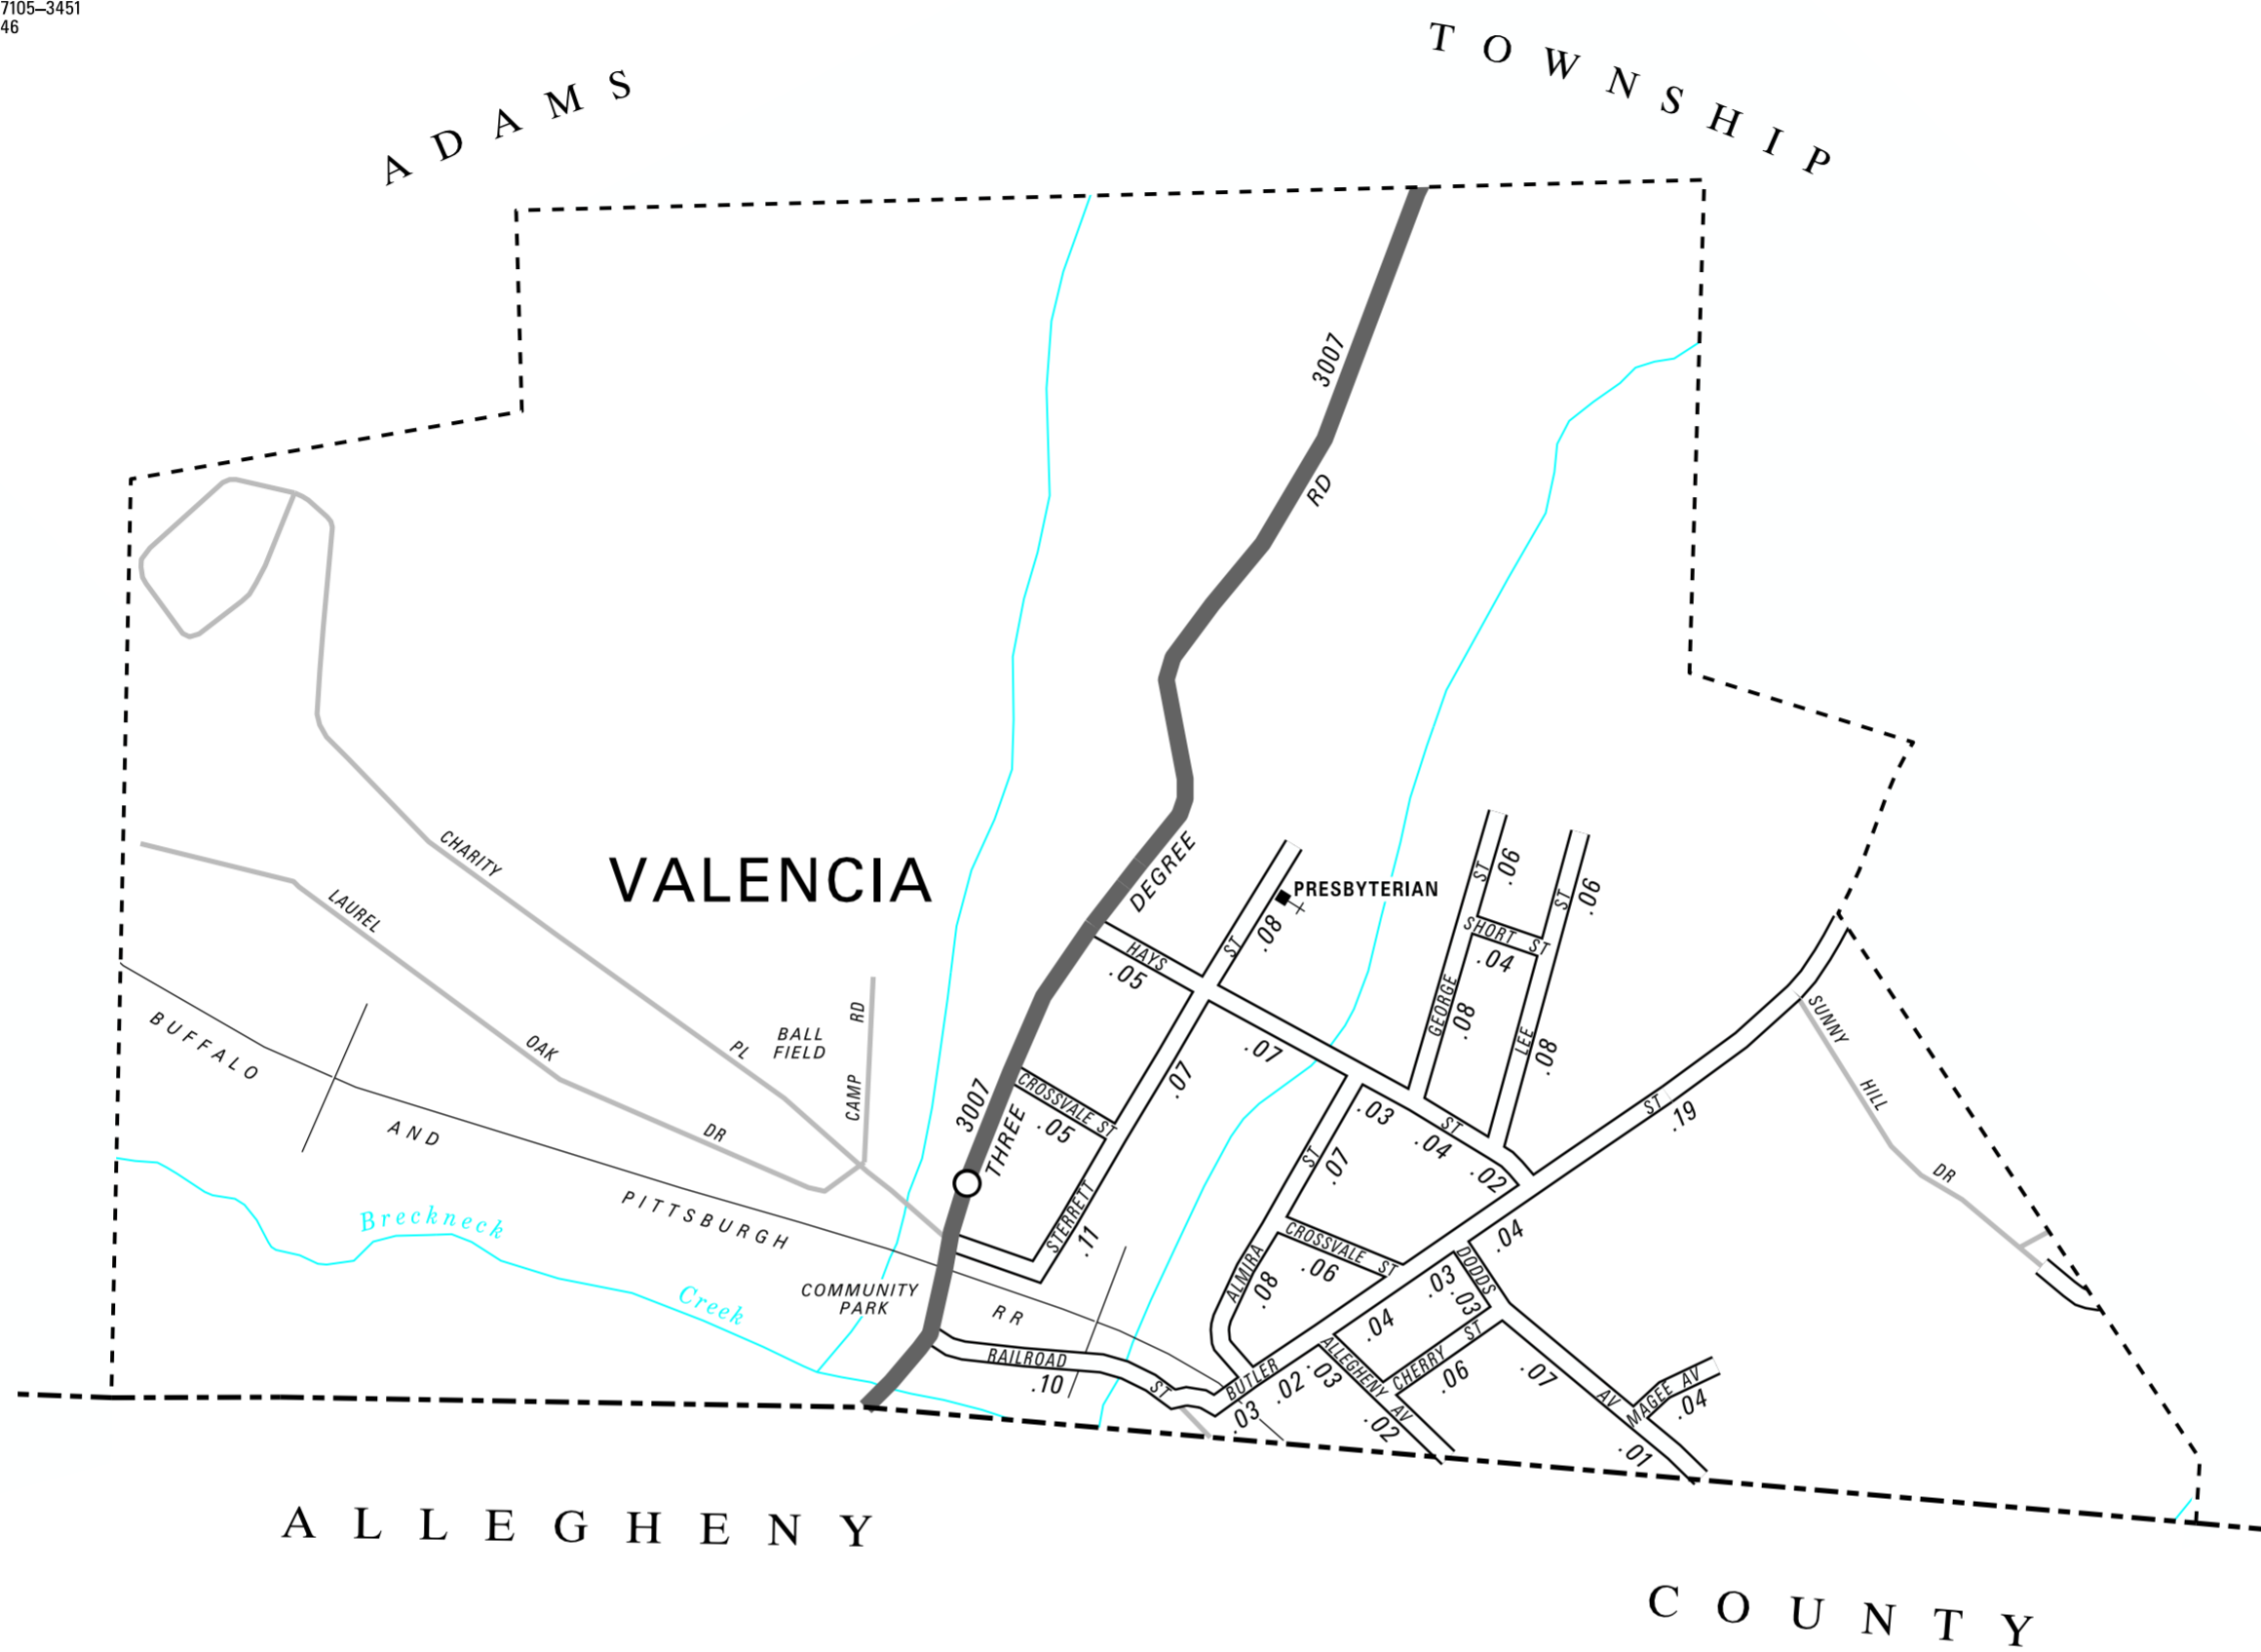 7105–3451
46
ADAMS
TOWNSHIP
3007
RD
CHARITY
PL
LAUREL
OAK
DR
VALENCIA
DEGREE
PRESBYTERIAN
ST
.08
HAYS
.05
.07
ST
.03
.04
.02
ST
.06
ST
.06
SHORT ST
.04
GEORGE
.08
LEE
.08
BALL
FIELD
CAMP RD
BUFFALO
AND
PITTSBURGH
RR
3007
THREE
CROSSVALE ST
.05
.07
STERRETT
.11
ST
.07
ALMIRA
.08
CROSSVALE ST
.06
ST
.19
SUNNY
HILL
DR
Breckneck
Creek
COMMUNITY
PARK
RAILROAD
ST
.10
BUTLER
.03
.02
.03
.04
.03
.04
DODDS
.03
ALLEGHENY
AV
.02
CHERRY
ST
.06
.07
AV
.01
MAGEE AV
.04
ALLEGHENY
COUNTY